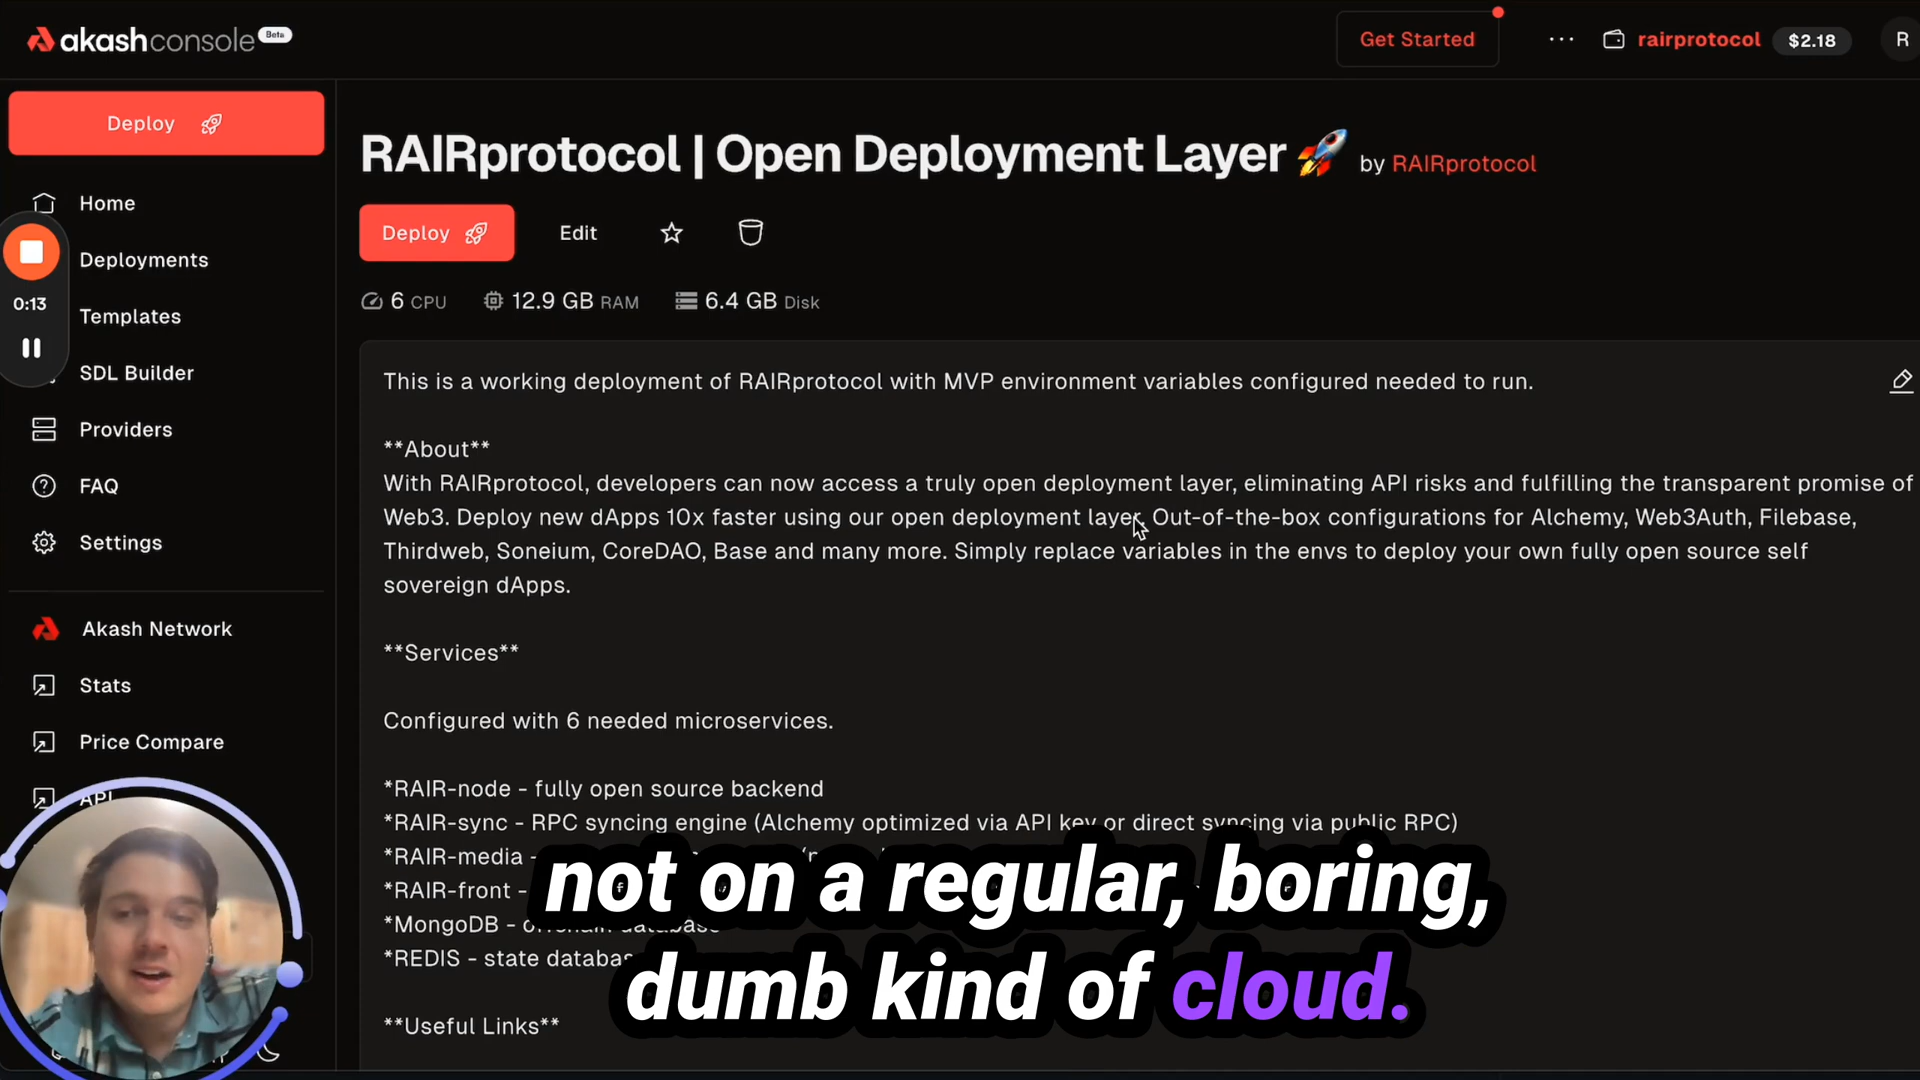 akashconsole Beta
Get Started
...
rairprotocol
$2.18
R
Deploy
Home
Deployments
Templates
SDL Builder
Providers
FAQ
Settings
Akash Network
Stats
Price Compare
API
0:13
RAIRprotocol | Open Deployment Layer 🚀 by RAIRprotocol
Deploy
Edit
6 CPU
12.9 GB RAM
6.4 GB Disk
This is a working deployment of RAIRprotocol with MVP environment variables configured needed to run.
**About**
With RAIRprotocol, developers can now access a truly open deployment layer, eliminating API risks and fulfilling the transparent promise of
Web3. Deploy new dApps 10x faster using our open deployment layer. Out-of-the-box configurations for Alchemy, Web3Auth, Filebase,
Thirdweb, Soneium, CoreDAO, Base and many more. Simply replace variables in the envs to deploy your own fully open source self
sovereign dApps.
**Services**
Configured with 6 needed microservices.
*RAIR-node - fully open source backend
*RAIR-sync - RPC syncing engine (Alchemy optimized via API key or direct syncing via public RPC)
*RAIR-media -
*RAIR-front -
*MongoDB - offchain database
*REDIS - state database
**Useful Links**
not on a regular, boring,
dumb kind of cloud.